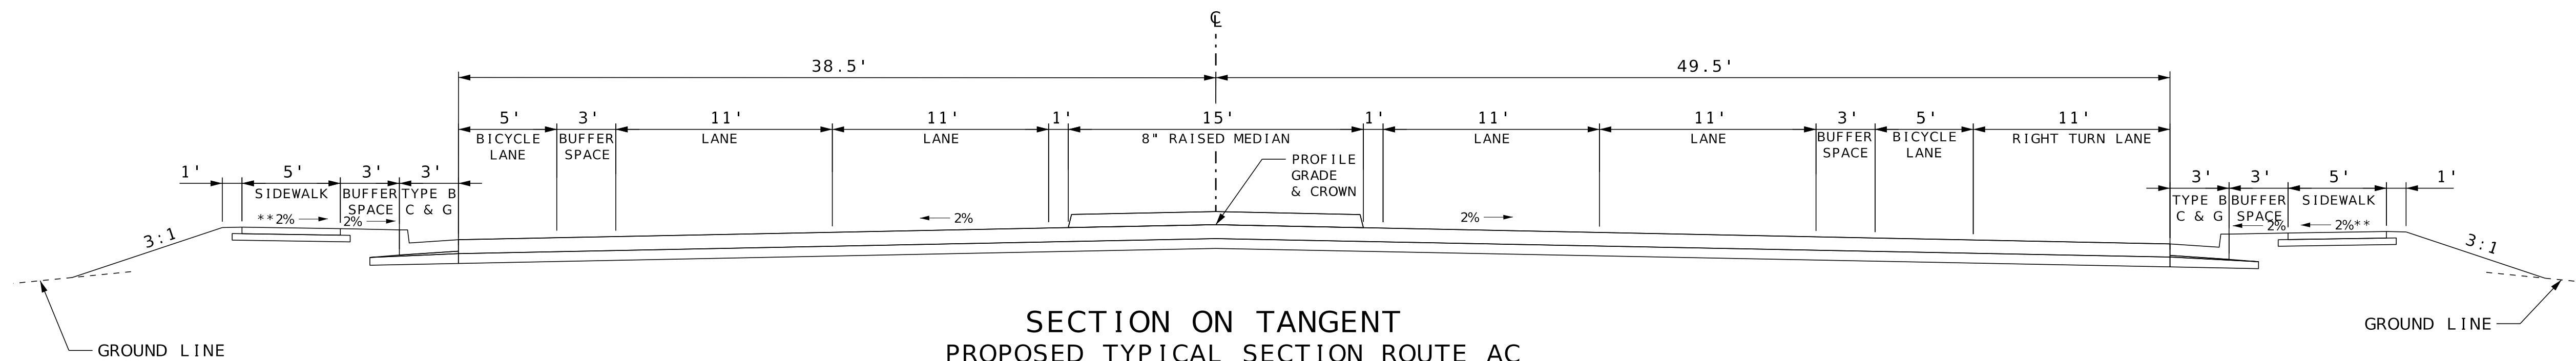 ℄
38.5' 49.5'
5' 3' 11' 11' 1' 15' 1' 11' 11' 3' 5' 11'
BICYCLE BUFFER LANE LANE 8" RAISED MEDIAN LANE LANE BUFFER BICYCLE RIGHT TURN LANE
LANE SPACE SPACE LANE
PROFILE
GRADE
& CROWN
1' 5' 3' 3' 3' 3' 5' 1'
SIDEWALK BUFFER TYPE B TYPE B BUFFER SIDEWALK
SPACE C & G C & G SPACE
**2% 2% 2% 2% 2% 2%**
3:1 3:1
SECTION ON TANGENT
GROUND LINE GROUND LINE
PROPOSED TYPICAL SECTION ROUTE AC